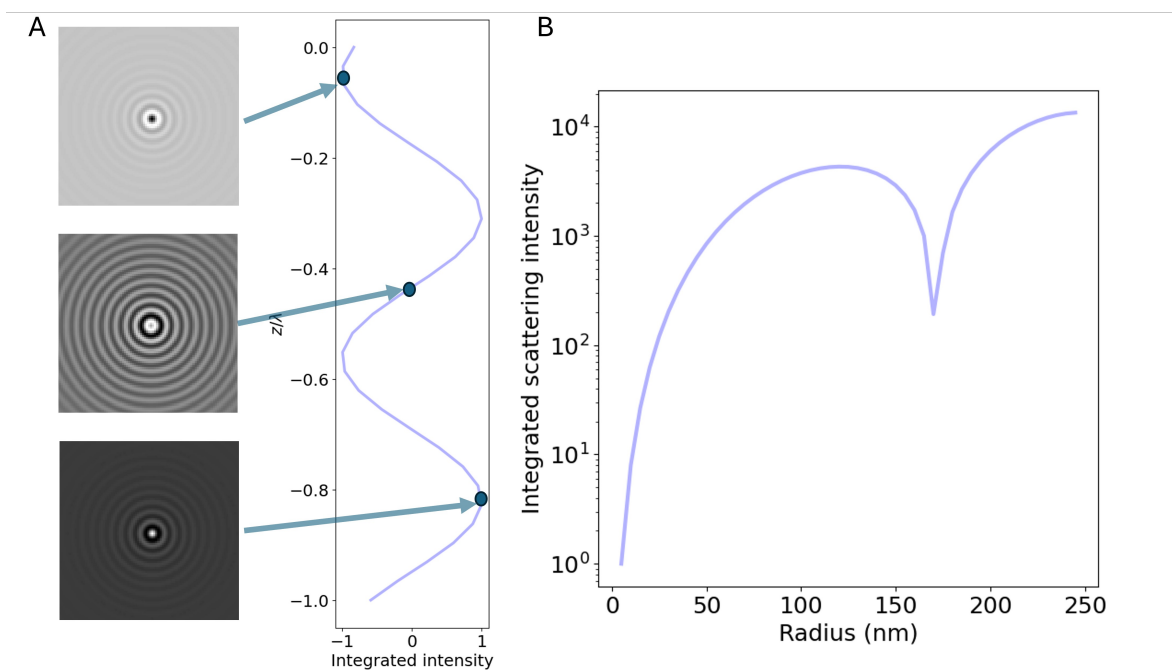 A
0.0
−0.2
−0.4
z/λ
−0.6
−0.8
−1.0
−1 0 1
Integrated intensity
B
Integrated scattering intensity
10⁴
10³
10²
10¹
10⁰
0 50 100 150 200 250
Radius (nm)